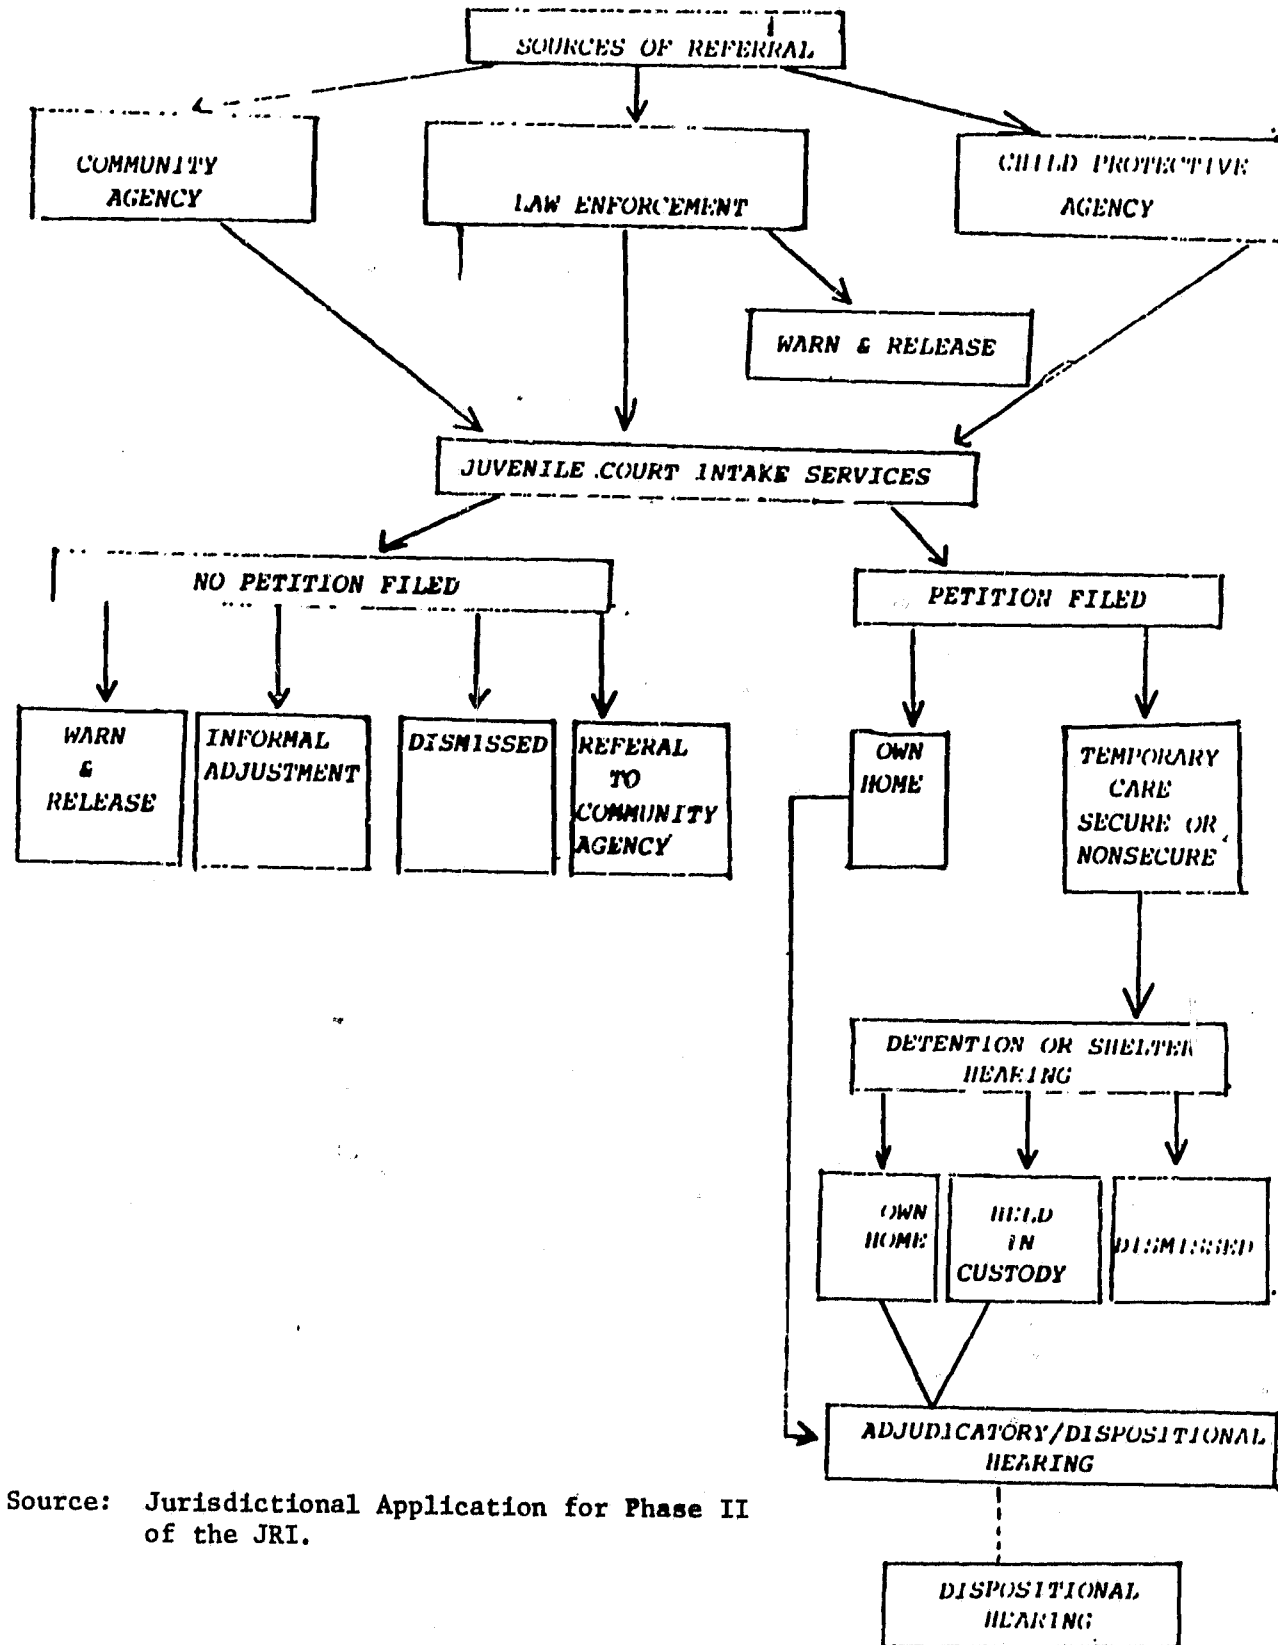 SOURCES OF REFERRAL
COMMUNITY
AGENCY
LAW ENFORCEMENT
CHILD PROTECTIVE
AGENCY
WARN & RELEASE
JUVENILE COURT INTAKE SERVICES
NO PETITION FILED
PETITION FILED
WARN
&
RELEASE
INFORMAL
ADJUSTMENT
DISMISSED
REFERAL
TO
COMMUNITY
AGENCY
OWN
HOME
TEMPORARY
CARE
SECURE OR
NONSECURE
DETENTION OR SHELTER
HEARING
OWN
HOME
HELD
IN
CUSTODY
DISMISSED
ADJUDICATORY/DISPOSITIONAL
HEARING
Source: Jurisdictional Application for Phase II
of the JRI.
DISPOSITIONAL
HEARING